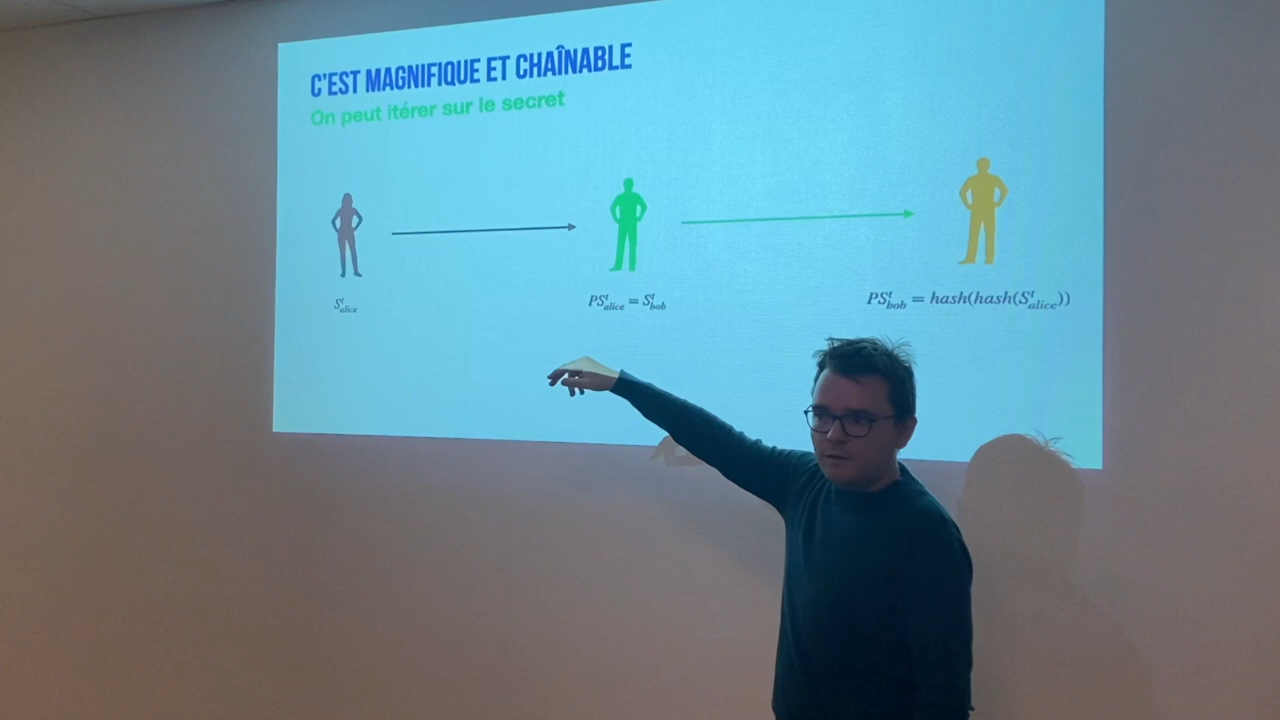 C'EST MAGNIFIQUE ET CHAÎNABLE
On peut itérer sur le secret
S^t_alice
PS^t_alice = S^t_bob
PS^t_bob = hash(hash(S^t_alice))